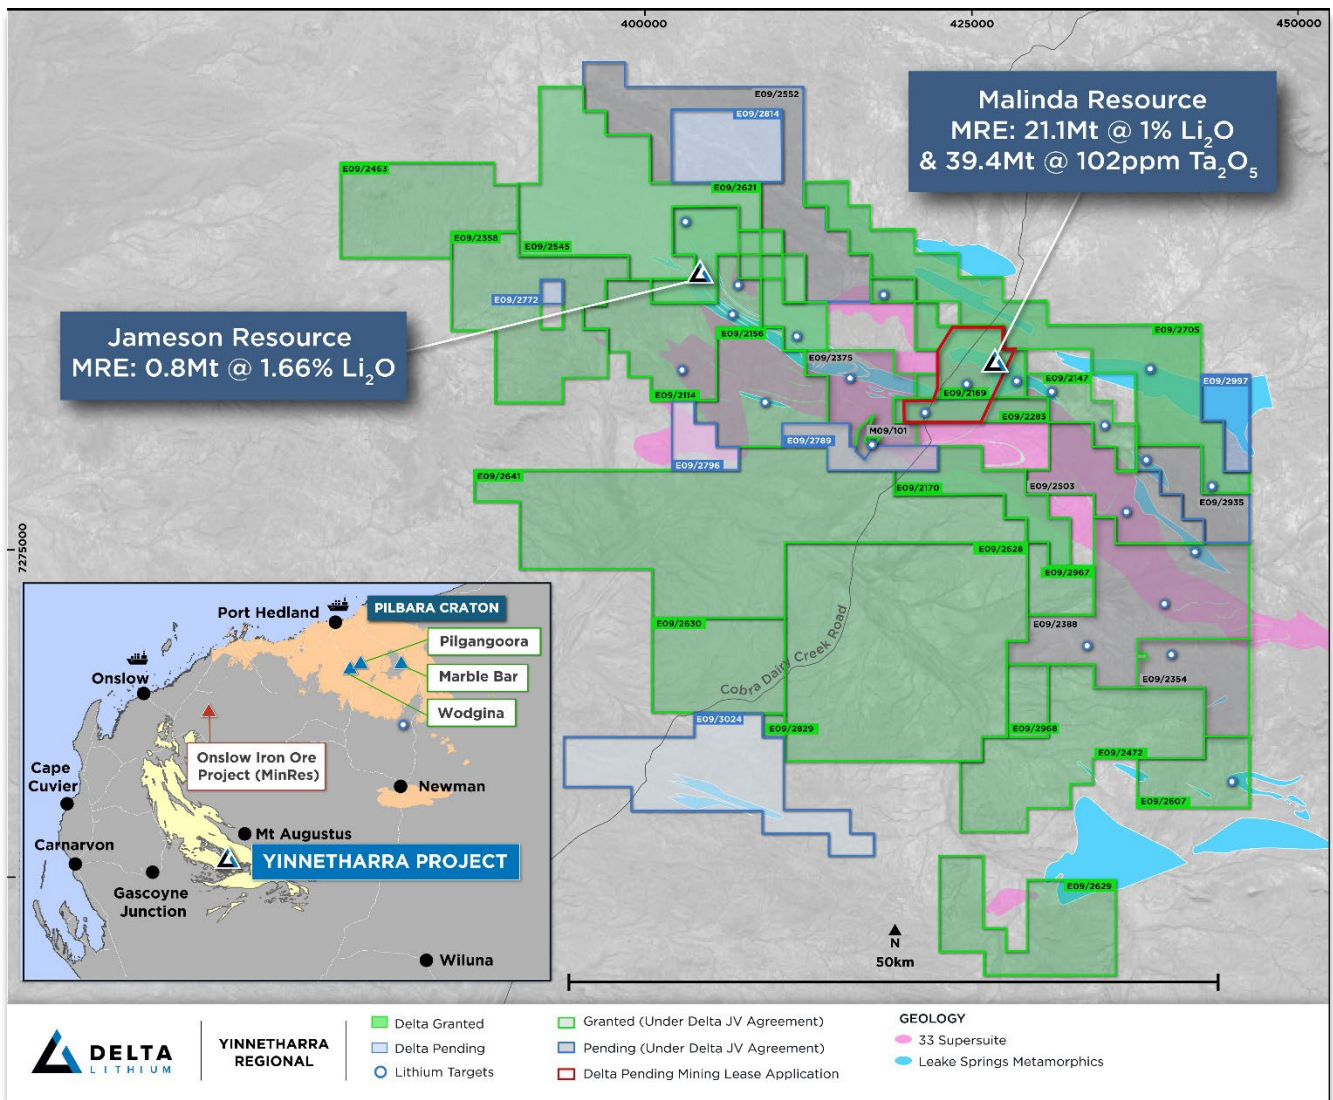 400000
425000
450000
7275000
Malinda Resource
MRE: 21.1Mt @ 1% Li₂O
& 39.4Mt @ 102ppm Ta₂O₅
Jameson Resource
MRE: 0.8Mt @ 1.66% Li₂O
E09/2552
E09/2814
E09/2463
E09/2621
E09/2358
E09/2545
E09/2772
E09/2156
E09/2705
E09/2375
E09/2997
E09/2147
E09/2169
E09/2114
E09/2283
M09/101
E09/2789
E09/2796
E09/2641
E09/2170
E09/2503
E09/2935
E09/2628
E09/2967
E09/2630
E09/2388
E09/2354
Cobra Dairy Creek Road
E09/3024
E09/2829
E09/2968
E09/2472
E09/2607
E09/2629
N
50km
Port Hedland
PILBARA CRATON
Pilgangoora
Marble Bar
Wodgina
Onslow
Onslow Iron Ore
Project (MinRes)
Cape
Cuvier
Newman
Mt Augustus
Carnarvon
YINNETHARRA PROJECT
Gascoyne
Junction
Wiluna
DELTA
LITHIUM
YINNETHARRA
REGIONAL
Delta Granted
Delta Pending
Lithium Targets
Granted (Under Delta JV Agreement)
Pending (Under Delta JV Agreement)
Delta Pending Mining Lease Application
GEOLOGY
33 Supersuite
Leake Springs Metamorphics